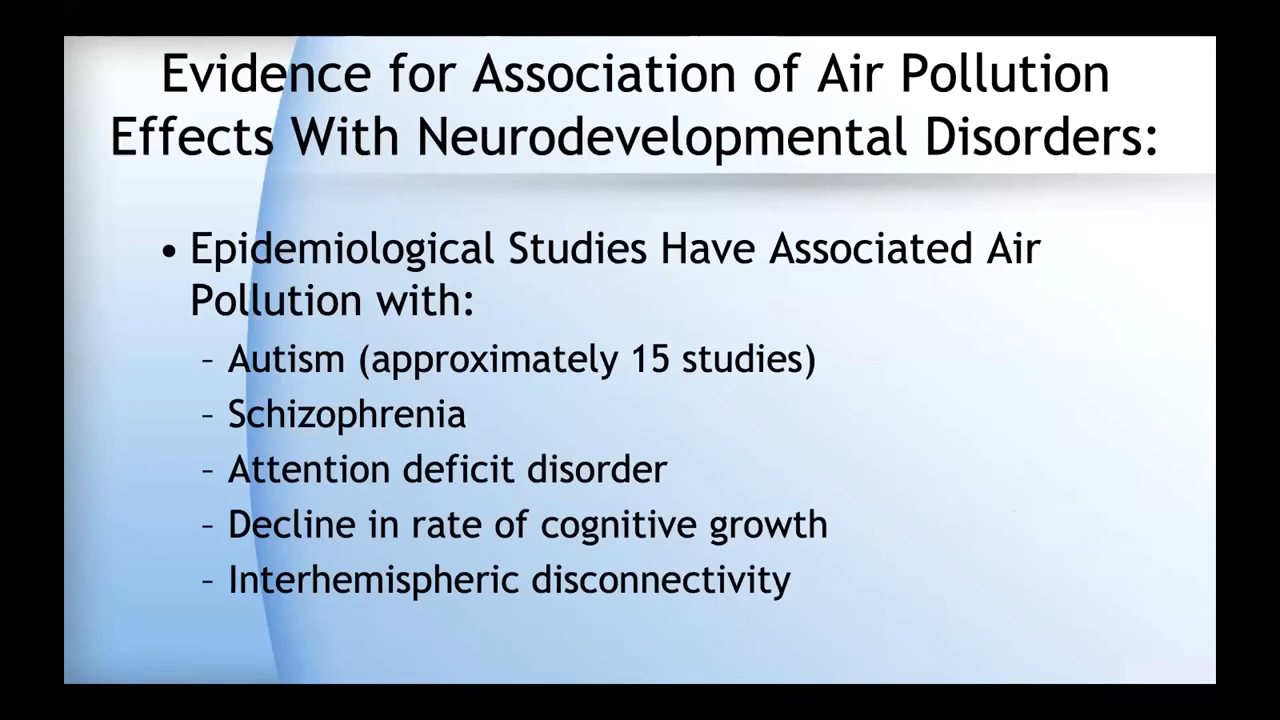 Evidence for Association of Air Pollution
Effects With Neurodevelopmental Disorders:
• Epidemiological Studies Have Associated Air
Pollution with:
– Autism (approximately 15 studies)
– Schizophrenia
– Attention deficit disorder
– Decline in rate of cognitive growth
– Interhemispheric disconnectivity